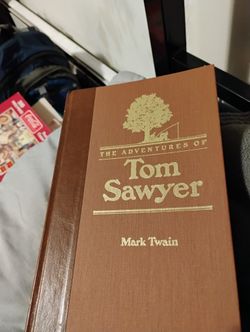 THE ADVENTURES OF
Tom
Sawyer
Mark Twain